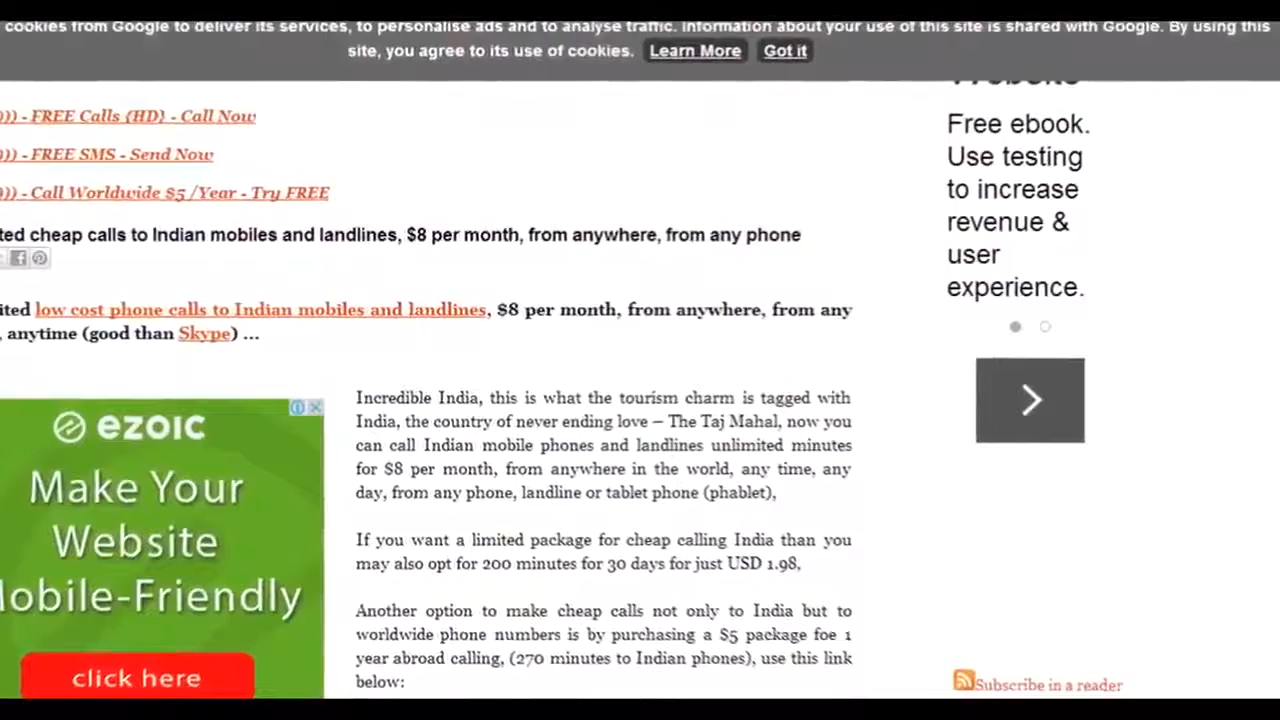 cookies from Google to deliver its services, to personalise ads and to analyse traffic. Information about your use of this site is shared with Google. By using this
site, you agree to its use of cookies. Learn More Got it
))) - FREE Calls {HD} - Call Now
))) - FREE SMS - Send Now
))) - Call Worldwide $5 /Year - Try FREE
ted cheap calls to Indian mobiles and landlines, $8 per month, from anywhere, from any phone
ited low cost phone calls to Indian mobiles and landlines, $8 per month, from anywhere, from any
, anytime (good than Skype) ...
ezoic
Make Your
Website
Mobile-Friendly
click here
Incredible India, this is what the tourism charm is tagged with
India, the country of never ending love – The Taj Mahal, now you
can call Indian mobile phones and landlines unlimited minutes
for $8 per month, from anywhere in the world, any time, any
day, from any phone, landline or tablet phone (phablet),
If you want a limited package for cheap calling India than you
may also opt for 200 minutes for 30 days for just USD 1.98,
Another option to make cheap calls not only to India but to
worldwide phone numbers is by purchasing a $5 package foe 1
year abroad calling, (270 minutes to Indian phones), use this link
below:
Free ebook.
Use testing
to increase
revenue &
user
experience.
Subscribe in a reader